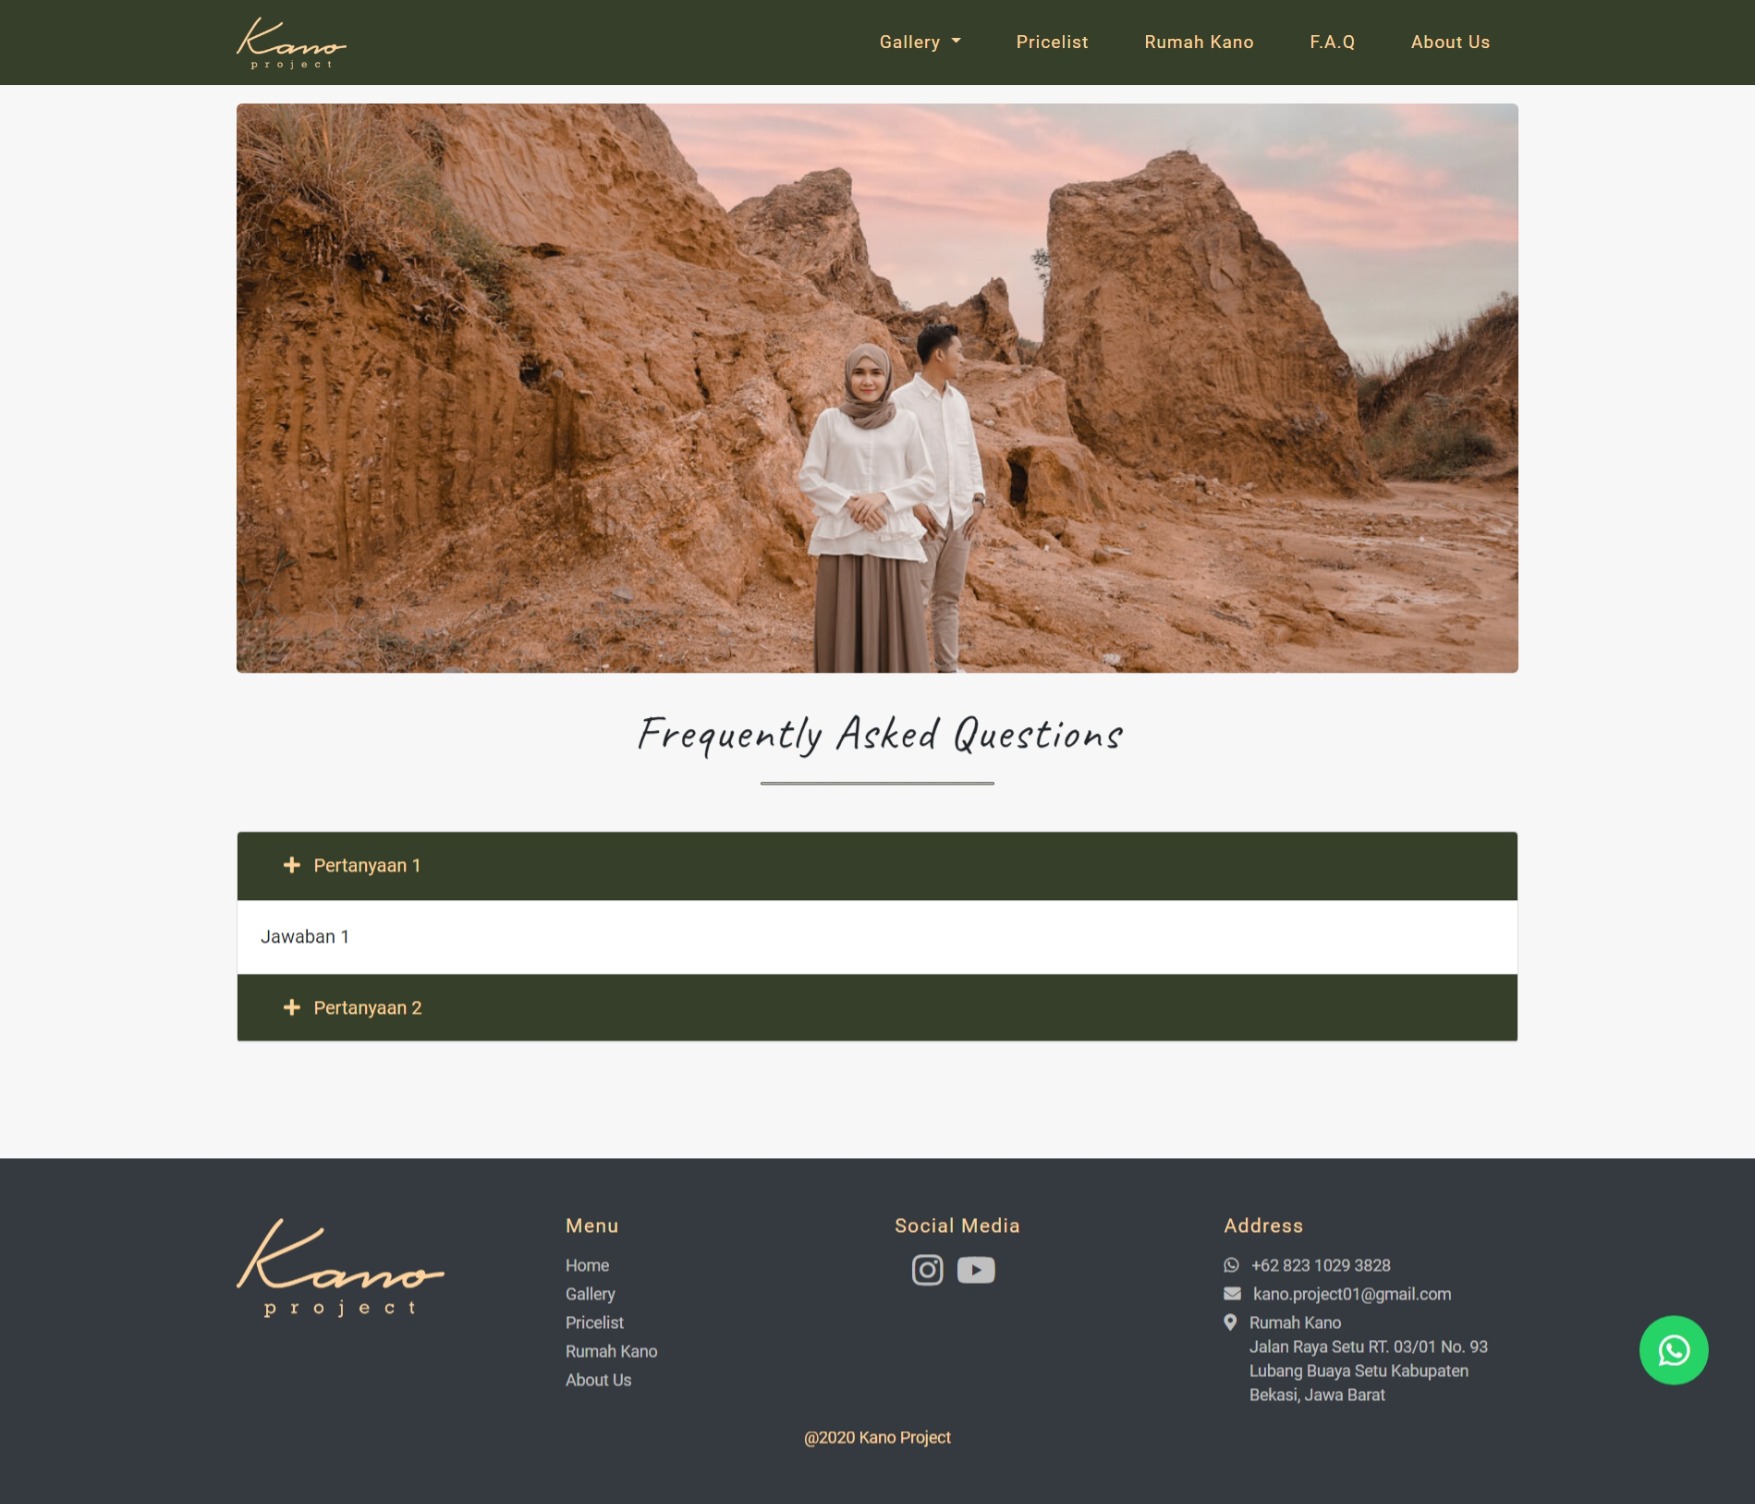 Kano
project
Gallery
Pricelist
Rumah Kano
F.A.Q
About Us
Frequently Asked Questions
Pertanyaan 1
Jawaban 1
Pertanyaan 2
Kano
project
Menu
Home
Gallery
Pricelist
Rumah Kano
About Us
Social Media
Address
+62 823 1029 3828
kano.project01@gmail.com
Rumah Kano
Jalan Raya Setu RT. 03/01 No. 93
Lubang Buaya Setu Kabupaten
Bekasi, Jawa Barat
@2020 Kano Project